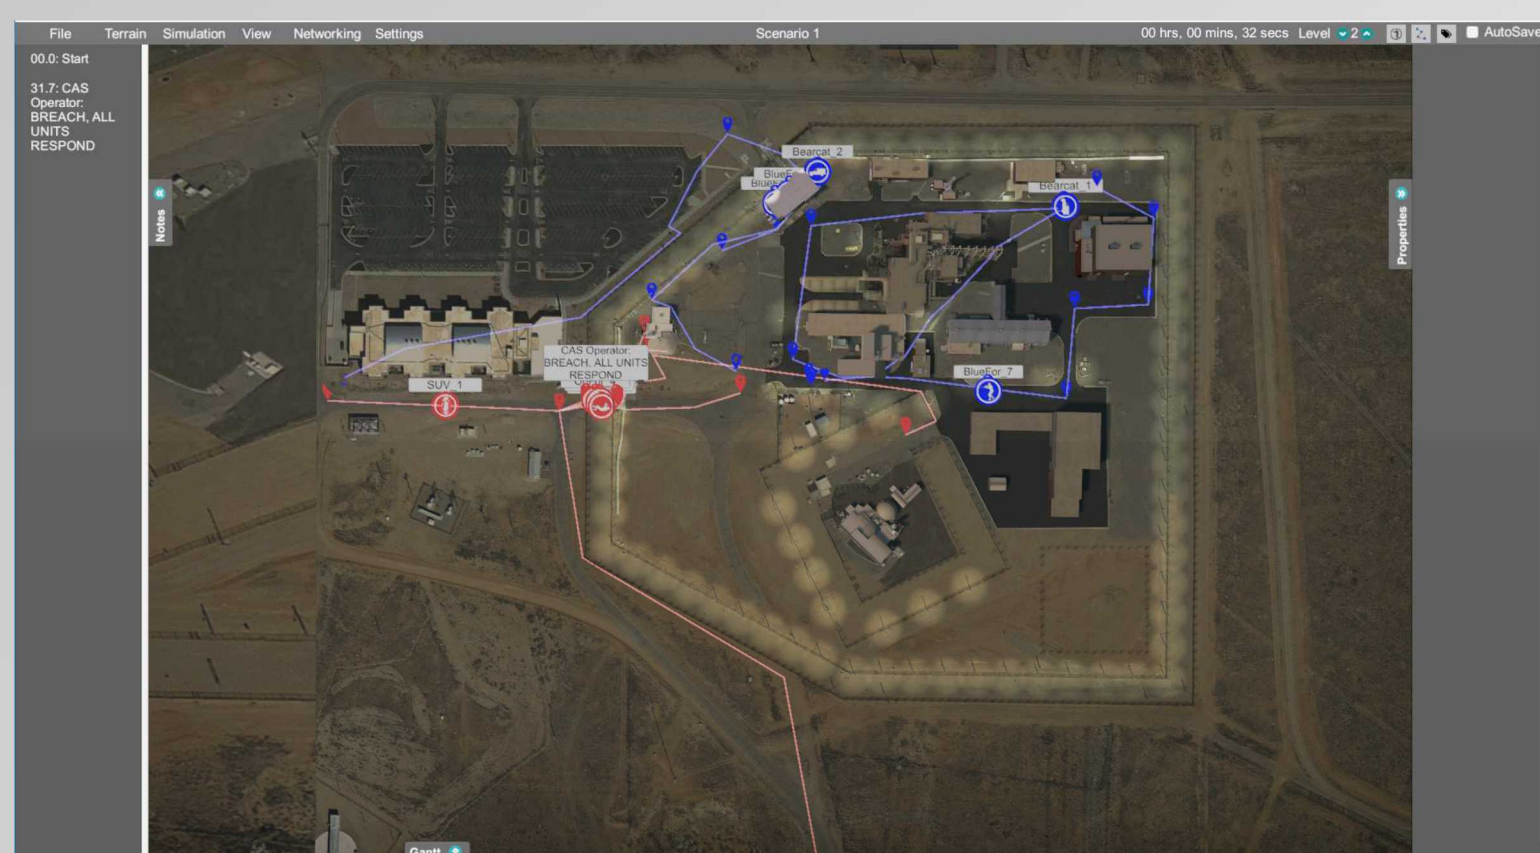 File Terrain Simulation View Networking Settings Scenario 1 00 hrs, 00 mins, 32 secs Level 2 AutoSave
00.0: Start
31.7: CAS
Operator:
BREACH, ALL
UNITS
RESPOND
Notes
Properties
Bearcat_2
BlueFo
Bearcat_1
CAS Operator:
BREACH, ALL UNITS
RESPOND
SUV_1
BlueFor_7
Gantt